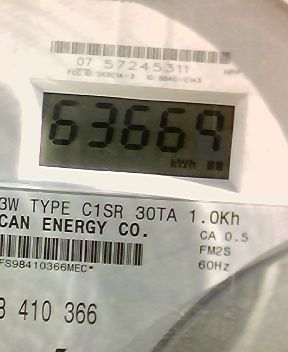 07 57245311
63669
kWh
3W TYPE C1SR 30TA 1.0Kh
CAN ENERGY CO.
CA 0.5
FM2S
60Hz
FS98410366MEC*
8 410 366